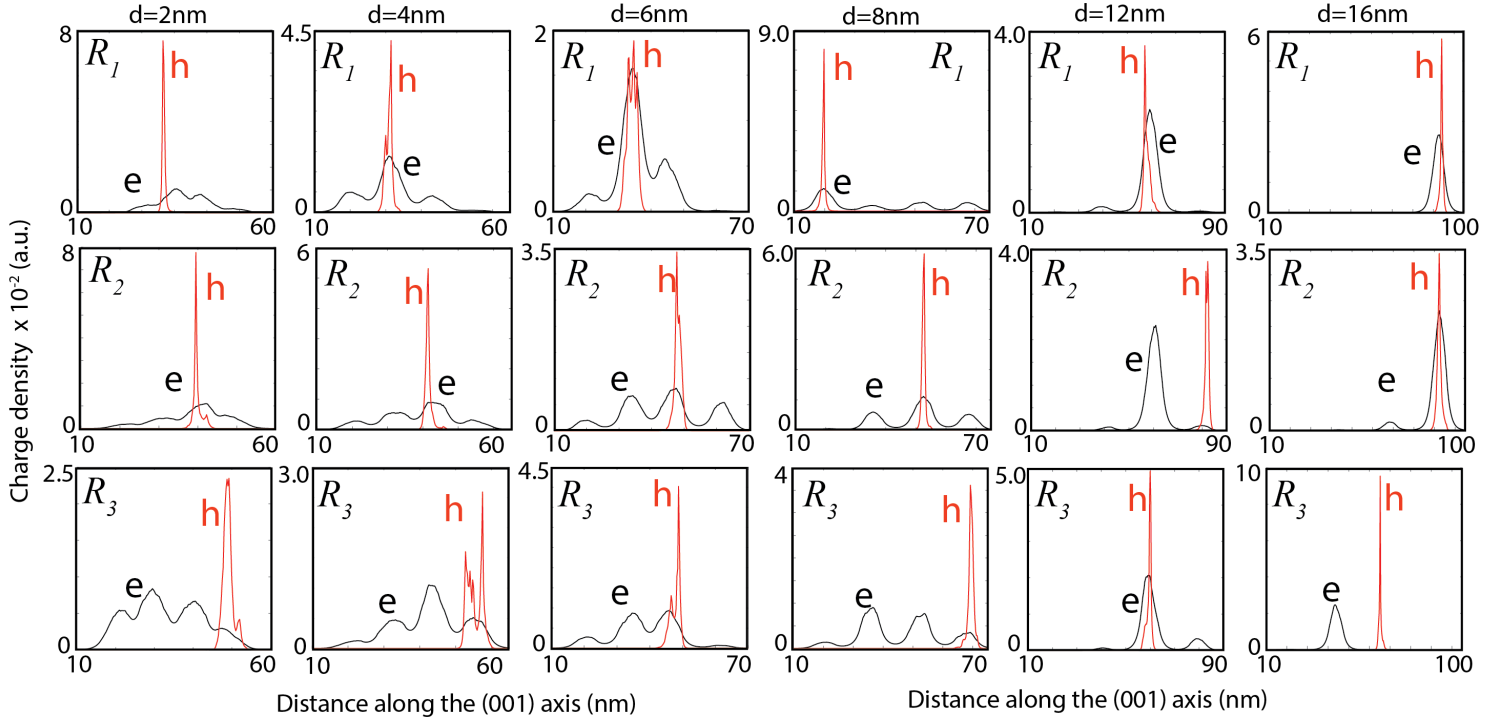 d=2nm d=4nm d=6nm d=8nm d=12nm d=16nm
8 R1 h e 0 10 60
4.5 R1 h e 0 10 60
2 R1 h e 0 10 70
9.0 R1 h e 0 10 70
4.0 R1 h e 0 10 90
6 R1 h e 0 10 100
8 R2 h e 0 10 60
6 R2 h e 0 10 60
3.5 R2 h e 0 10 70
6.0 R2 h e 0 10 70
4.0 R2 h e 0 10 90
3.5 R2 h e 0 10 100
2.5 R3 h e 0 10 60
3.0 R3 h e 0 10 60
4.5 R3 h e 0 10 70
4 R3 h e 0 10 70
5.0 R3 h e 0 10 90
10 R3 h e 0 10 100
Charge density x 10⁻² (a.u.)
Distance along the (001) axis (nm)
Distance along the (001) axis (nm)